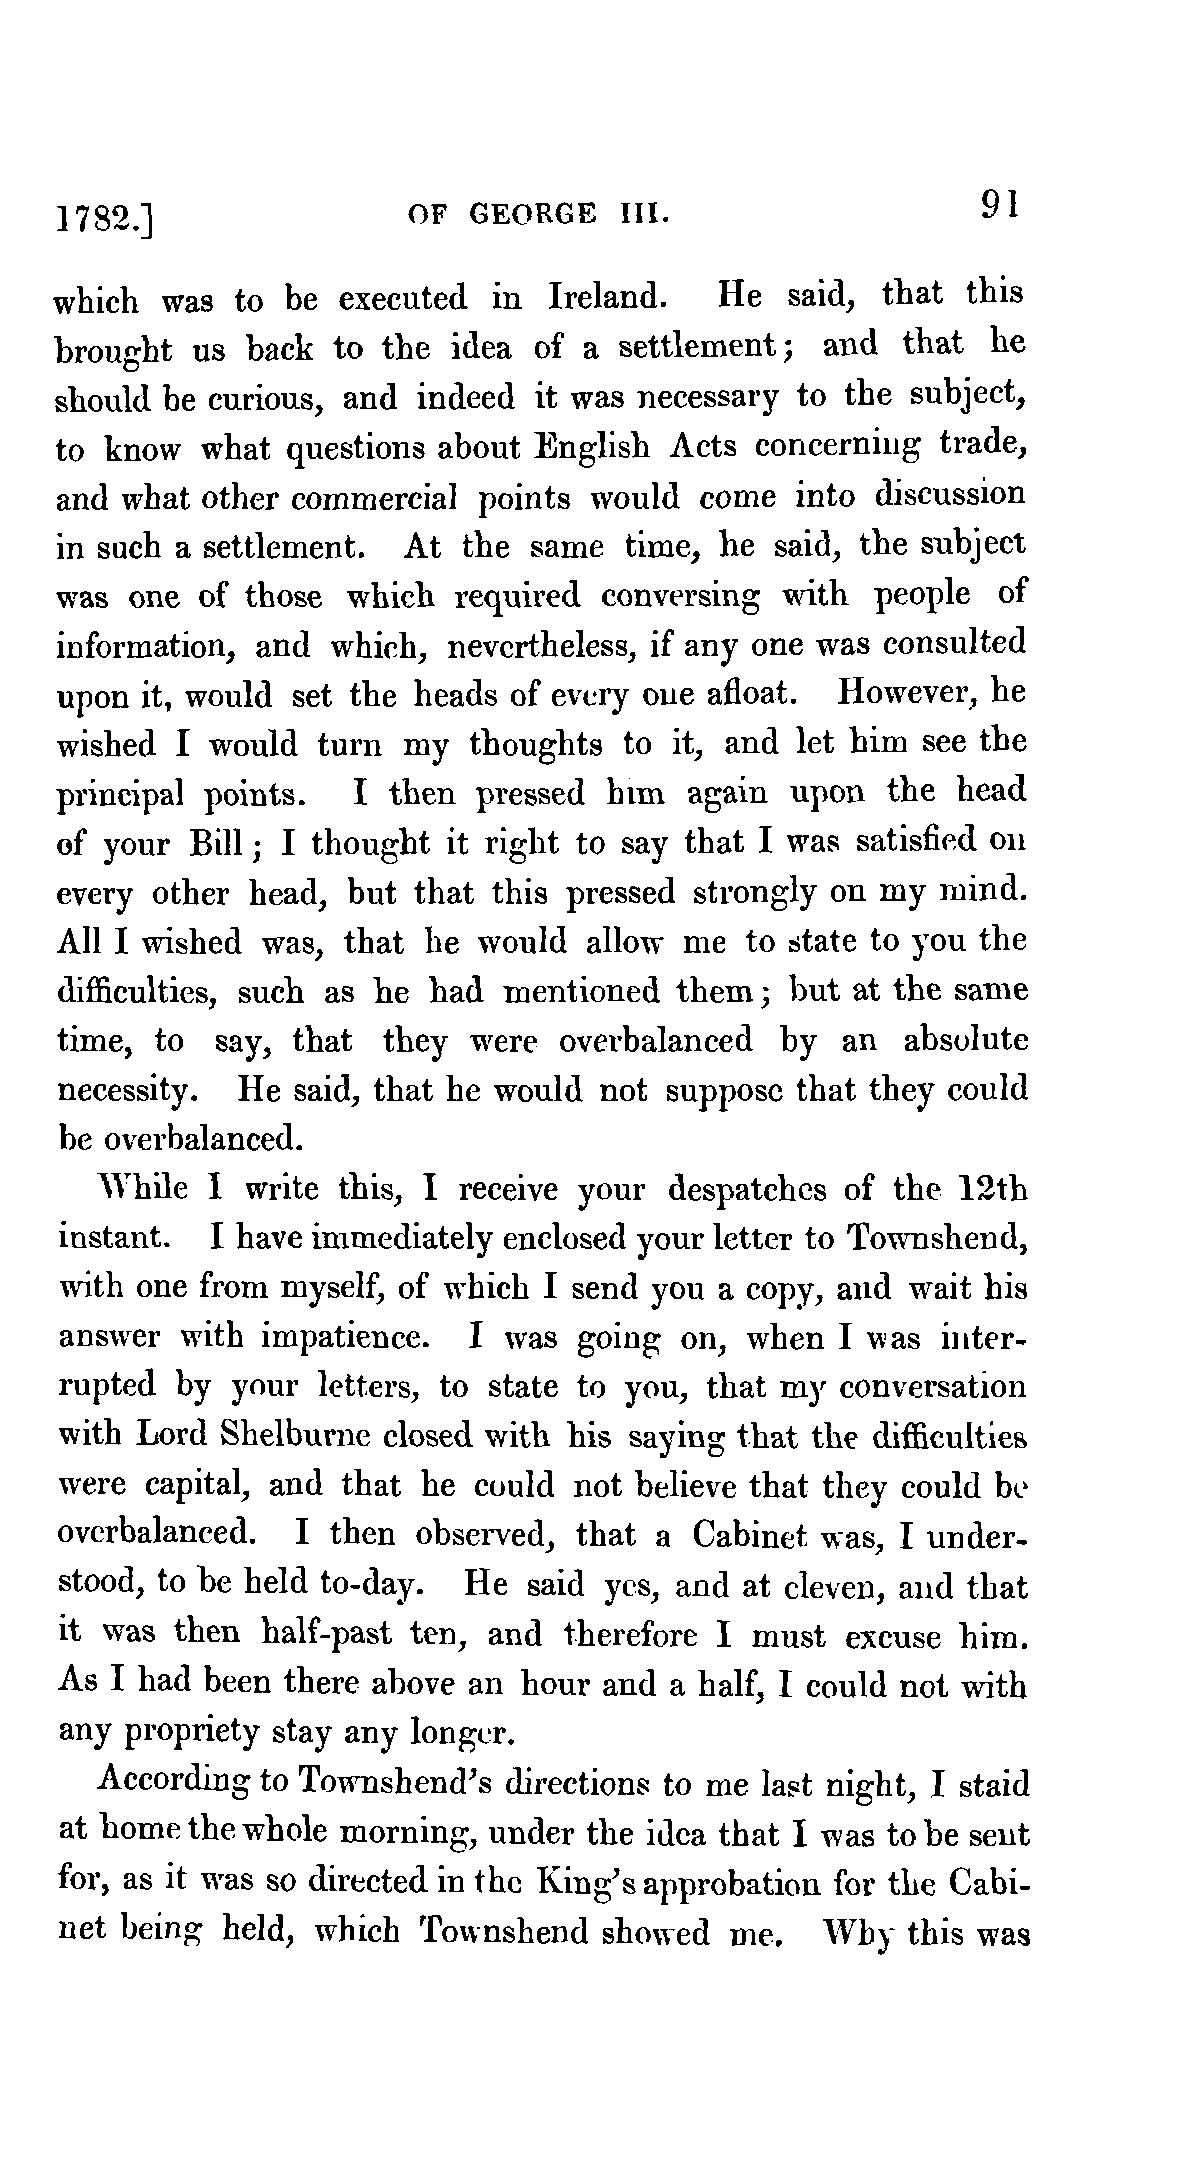 1782.] OF GEORGE III. 91
which was to be executed in Ireland. He said, that this
brought us back to the idea of a settlement; and that he
should be curious, and indeed it was necessary to the subject,
to know what questions about English Acts concerning trade,
and what other commercial points would come into discussion
in such a settlement. At the same time, he said, the subject
was one of those which required conversing with people of
information, and which, nevertheless, if any one was consulted
upon it, would set the heads of every one afloat. However, he
wished I would turn my thoughts to it, and let him see the
principal points. I then pressed him again upon the head
of your Bill; I thought it right to say that I was satisfied on
every other head, but that this pressed strongly on my mind.
All I wished was, that he would allow me to state to you the
difficulties, such as he had mentioned them; but at the same
time, to say, that they were overbalanced by an absolute
necessity. He said, that he would not suppose that they could
be overbalanced.
While I write this, I receive your despatches of the 12th
instant. I have immediately enclosed your letter to Townshend,
with one from myself, of which I send you a copy, and wait his
answer with impatience. I was going on, when I was inter-
rupted by your letters, to state to you, that my conversation
with Lord Shelburne closed with his saying that the difficulties
were capital, and that he could not believe that they could be
overbalanced. I then observed, that a Cabinet was, I under-
stood, to be held to-day. He said yes, and at eleven, and that
it was then half-past ten, and therefore I must excuse him.
As I had been there above an hour and a half, I could not with
any propriety stay any longer.
According to Townshend's directions to me last night, I staid
at home the whole morning, under the idea that I was to be sent
for, as it was so directed in the King's approbation for the Cabi-
net being held, which Townshend showed me. Why this was